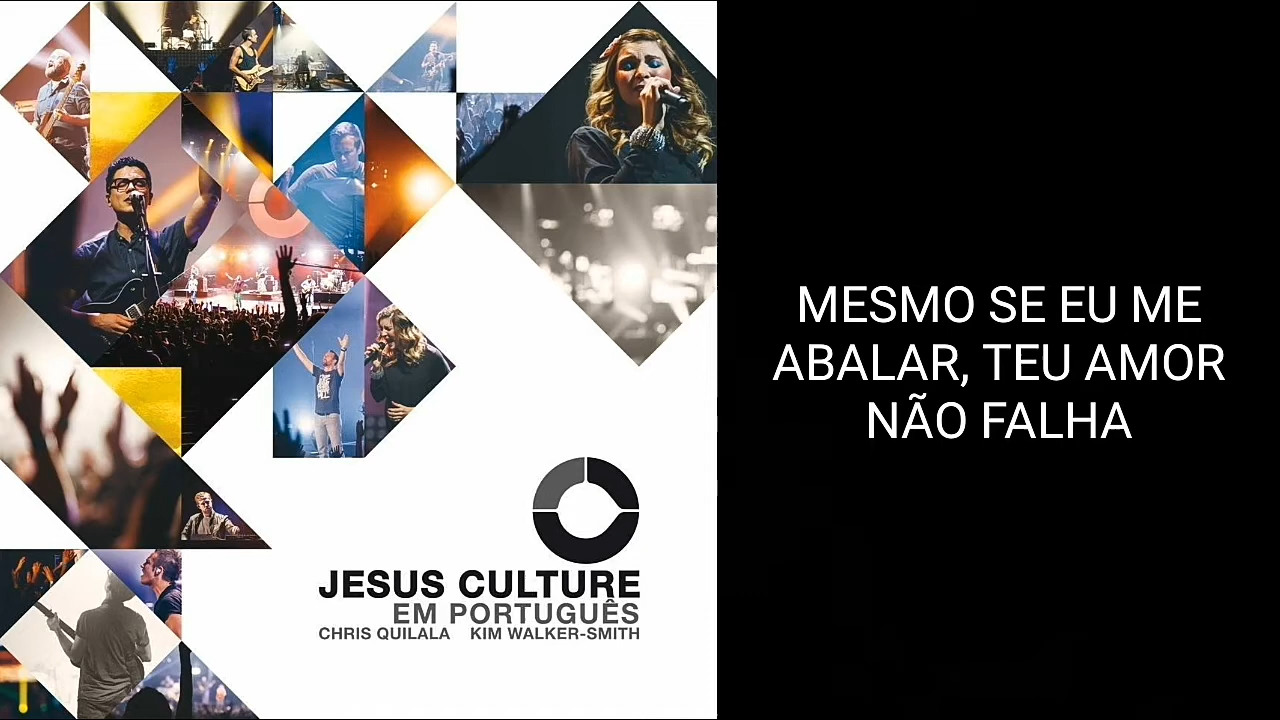 JESUS CULTURE
EM PORTUGUÊS
CHRIS QUILALA KIM WALKER-SMITH
MESMO SE EU ME
ABALAR, TEU AMOR
NÃO FALHA